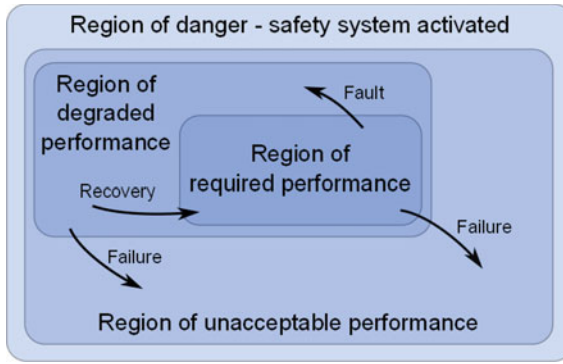 Region of danger - safety system activated
Region of
degraded
performance
Fault
Region of
required performance
Recovery
Failure
Failure
Region of unacceptable performance